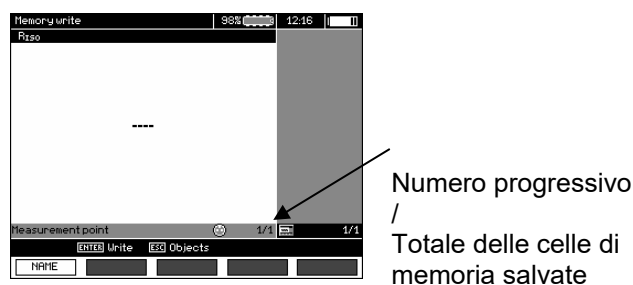 Memory write 98% 12:16
RISO
----
Measurement point 1/1 1/1
ENTER Write ESC Objects
NAME
Numero progressivo
/
Totale delle celle di
memoria salvate